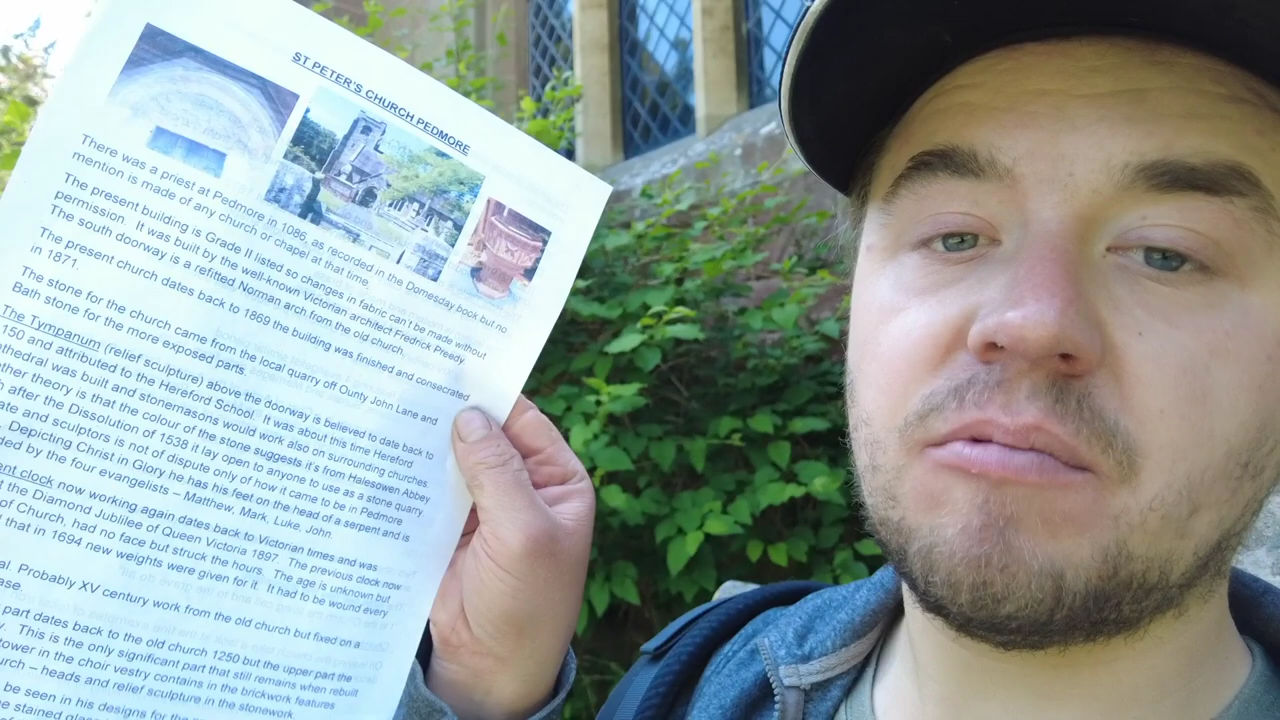 ST PETER'S CHURCH PEDMORE
There was a priest at Pedmore in 1086, as recorded in the Domesday book but no
mention is made of any church or chapel at that time.
The present building is Grade II listed so changes in fabric can't be made without
permission. It was built by the well-known Victorian architect Fredrick Preedy.
The south doorway is a refitted Norman arch from the old church.
The present church dates back to 1869 the building was finished and consecrated
in 1871.
The stone for the church came from the local quarry off Ounty John Lane and
Bath stone for the more exposed parts.
The Tympanum (relief sculpture) above the doorway is believed to date back to
150 and attributed to the Hereford School. It was about this time Hereford
athedral was built and stonemasons would work also on surrounding churches.
ther theory is that the colour of the stone suggests it's from Halesowen Abbey
h after the Dissolution of 1538 it lay open to anyone to use as a stone quarry.
ate and sculptors is not of dispute only of how it came to be in Pedmore
. Depicting Christ in Glory he has his feet on the head of a serpent and is
ded by the four evangelists – Matthew, Mark, Luke, John.
ent clock now working again dates back to Victorian times and was
t the Diamond Jubilee of Queen Victoria 1897. The previous clock now
of Church, had no face but struck the hours. The age is unknown but
d that in 1694 new weights were given for it. It had to be wound every
al. Probably XV century work from the old church but fixed on a
ase.
part dates back to the old church 1250 but the upper part the
y. This is the only significant part that still remains when rebuilt
tower in the choir vestry contains in the brickwork features
urch – heads and relief sculpture in the stonework.
be seen in his designs for the
e stained glass